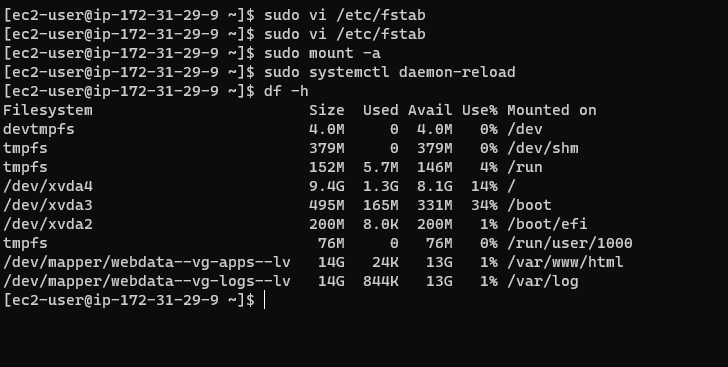 [ec2-user@ip-172-31-29-9 ~]$ sudo vi /etc/fstab
[ec2-user@ip-172-31-29-9 ~]$ sudo vi /etc/fstab
[ec2-user@ip-172-31-29-9 ~]$ sudo mount -a
[ec2-user@ip-172-31-29-9 ~]$ sudo systemctl daemon-reload
[ec2-user@ip-172-31-29-9 ~]$ df -h
Filesystem                           Size  Used Avail Use% Mounted on
devtmpfs                             4.0M     0  4.0M   0% /dev
tmpfs                                379M     0  379M   0% /dev/shm
tmpfs                                152M  5.7M  146M   4% /run
/dev/xvda4                           9.4G  1.3G  8.1G  14% /
/dev/xvda3                           495M  165M  331M  34% /boot
/dev/xvda2                           200M  8.0K  200M   1% /boot/efi
tmpfs                                 76M     0   76M   0% /run/user/1000
/dev/mapper/webdata--vg-apps--lv      14G   24K   13G   1% /var/www/html
/dev/mapper/webdata--vg-logs--lv      14G  844K   13G   1% /var/log
[ec2-user@ip-172-31-29-9 ~]$